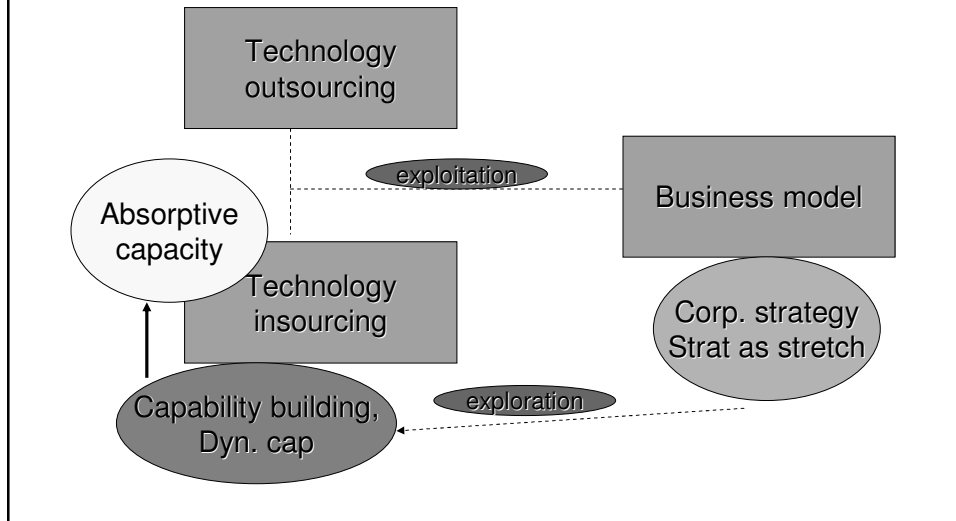 Technology
outsourcing
exploitation
Business model
Absorptive
capacity
Technology
insourcing
Corp. strategy
Strat as stretch
exploration
Capability building,
Dyn. cap